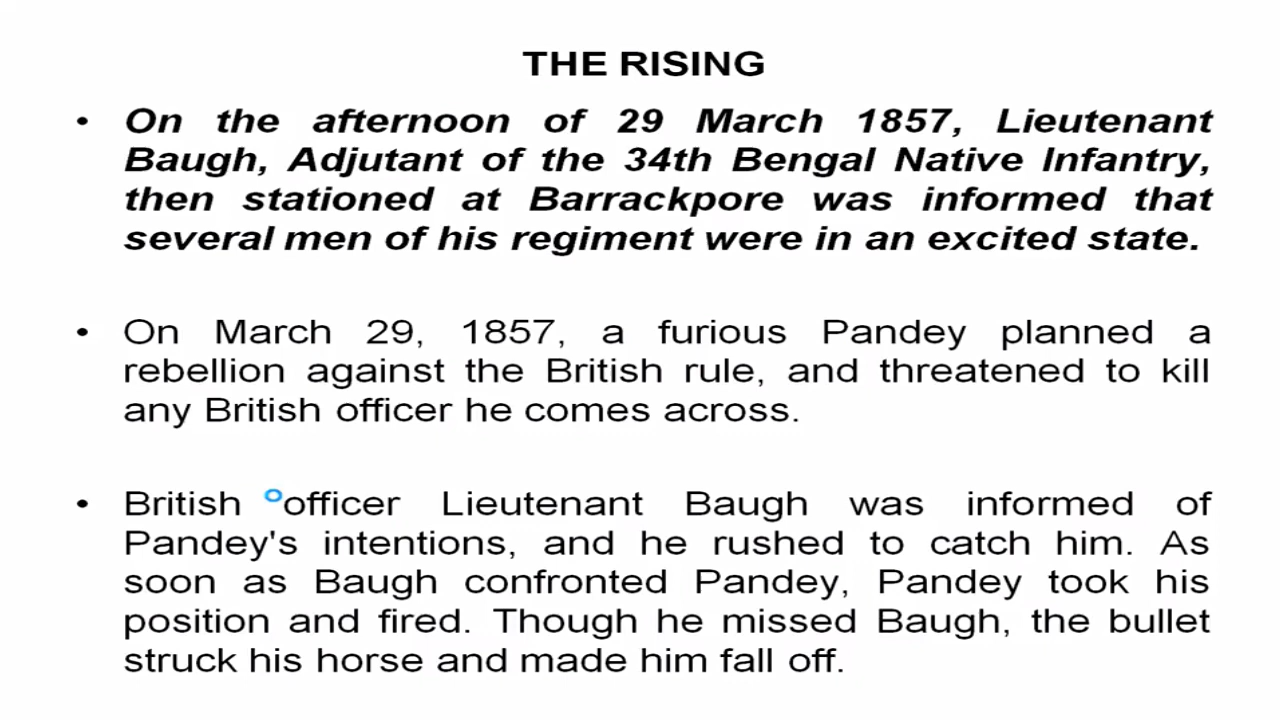 THE RISING
• On the afternoon of 29 March 1857, Lieutenant
Baugh, Adjutant of the 34th Bengal Native Infantry,
then stationed at Barrackpore was informed that
several men of his regiment were in an excited state.
• On March 29, 1857, a furious Pandey planned a
rebellion against the British rule, and threatened to kill
any British officer he comes across.
• British officer Lieutenant Baugh was informed of
Pandey's intentions, and he rushed to catch him. As
soon as Baugh confronted Pandey, Pandey took his
position and fired. Though he missed Baugh, the bullet
struck his horse and made him fall off.